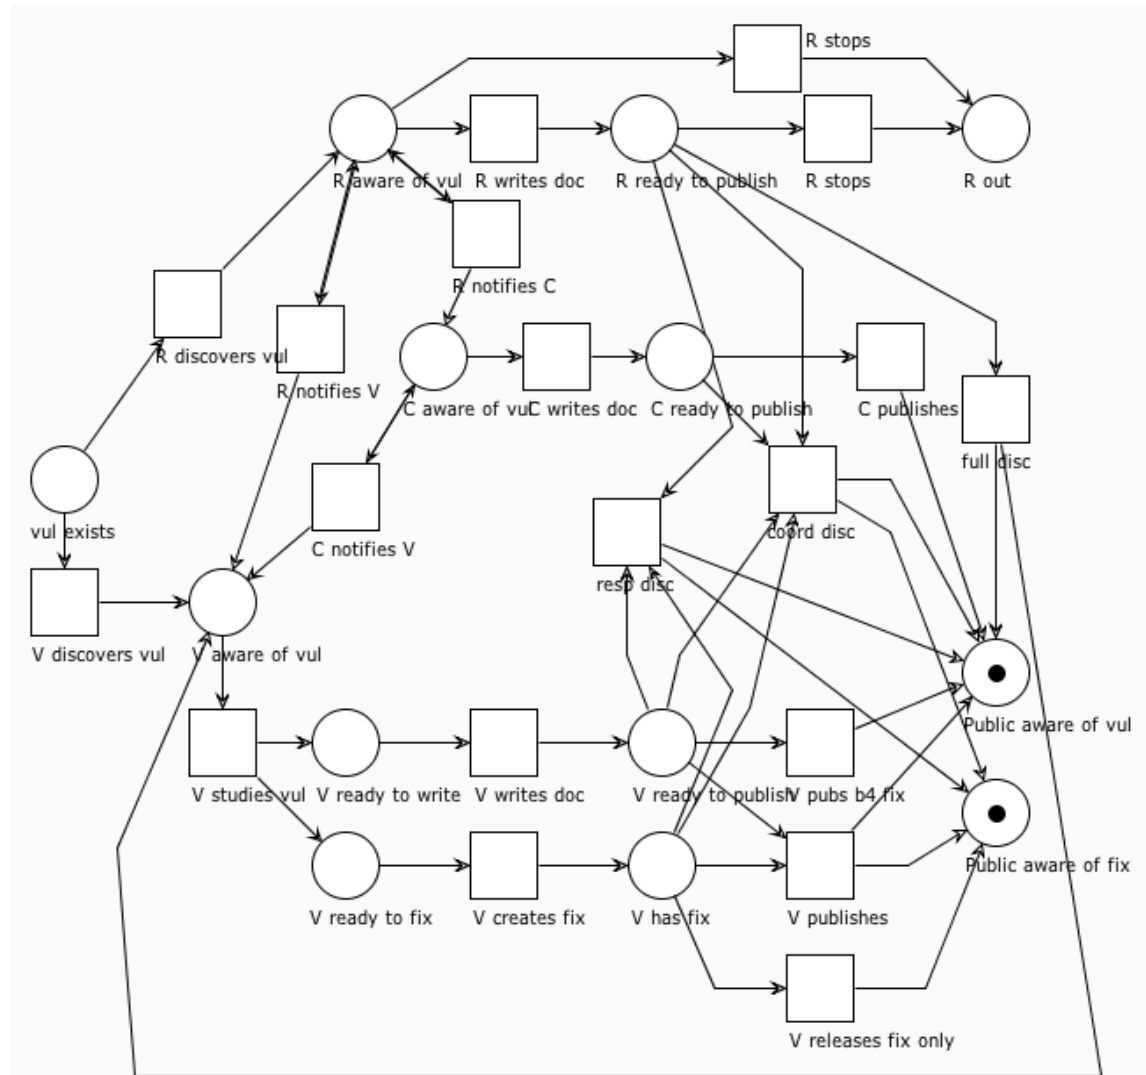 R stops
R aware of vul
R writes doc
R ready to publish
R stops
R out
R notifies C
R discovers vul
R notifies V
C aware of vul
C writes doc
C ready to publish
C publishes
full disc
vul exists
C notifies V
coord disc
resp disc
V discovers vul
V aware of vul
Public aware of vul
V studies vul
V ready to write
V writes doc
V ready to publish
V pubs b4 fix
Public aware of fix
V ready to fix
V creates fix
V has fix
V publishes
V releases fix only